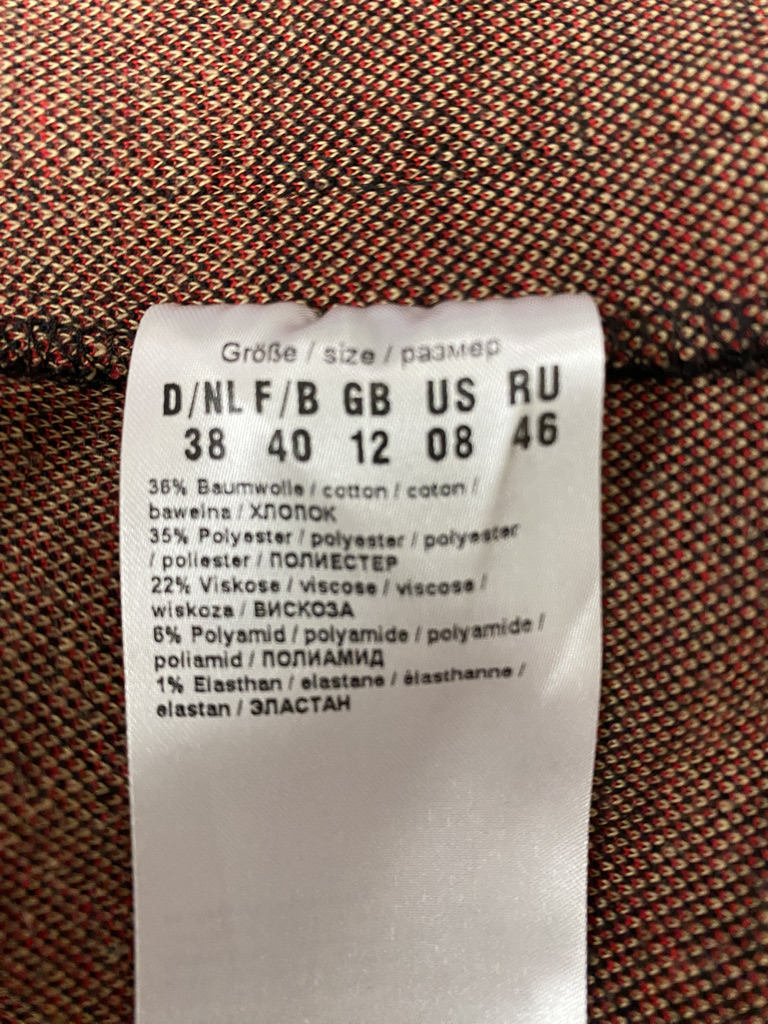 Größe / size / размер
D/NL F/B GB US RU
38 40 12 08 46
36% Baumwolle / cotton / coton /
bawełna / ХЛОПОК
35% Polyester / polyester / polyester
/ poliester / ПОЛИЕСТЕР
22% Viskose / viscose / viscose /
wiskoza / ВИСКОЗА
6% Polyamid / polyamide / polyamide /
poliamid / ПОЛИАМИД
1% Elasthan / elastane / élasthanne /
elastan / ЭЛАСТАН